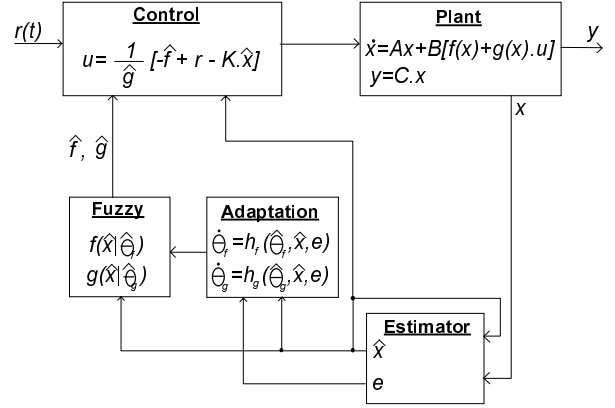 r(t)
Control
u= 1/ĝ [-f̂ + r - K.x̂]
Plant
ẋ=Ax+B[f(x)+g(x).u]
y=C.x
y
x
f̂ , ĝ
Fuzzy
f(x̂|θ̂f)
g(x̂|θ̂g)
Adaptation
θ̇f=hf(θ̂f,x̂,e)
θ̇g=hg(θ̂g,x̂,e)
Estimator
x̂
e